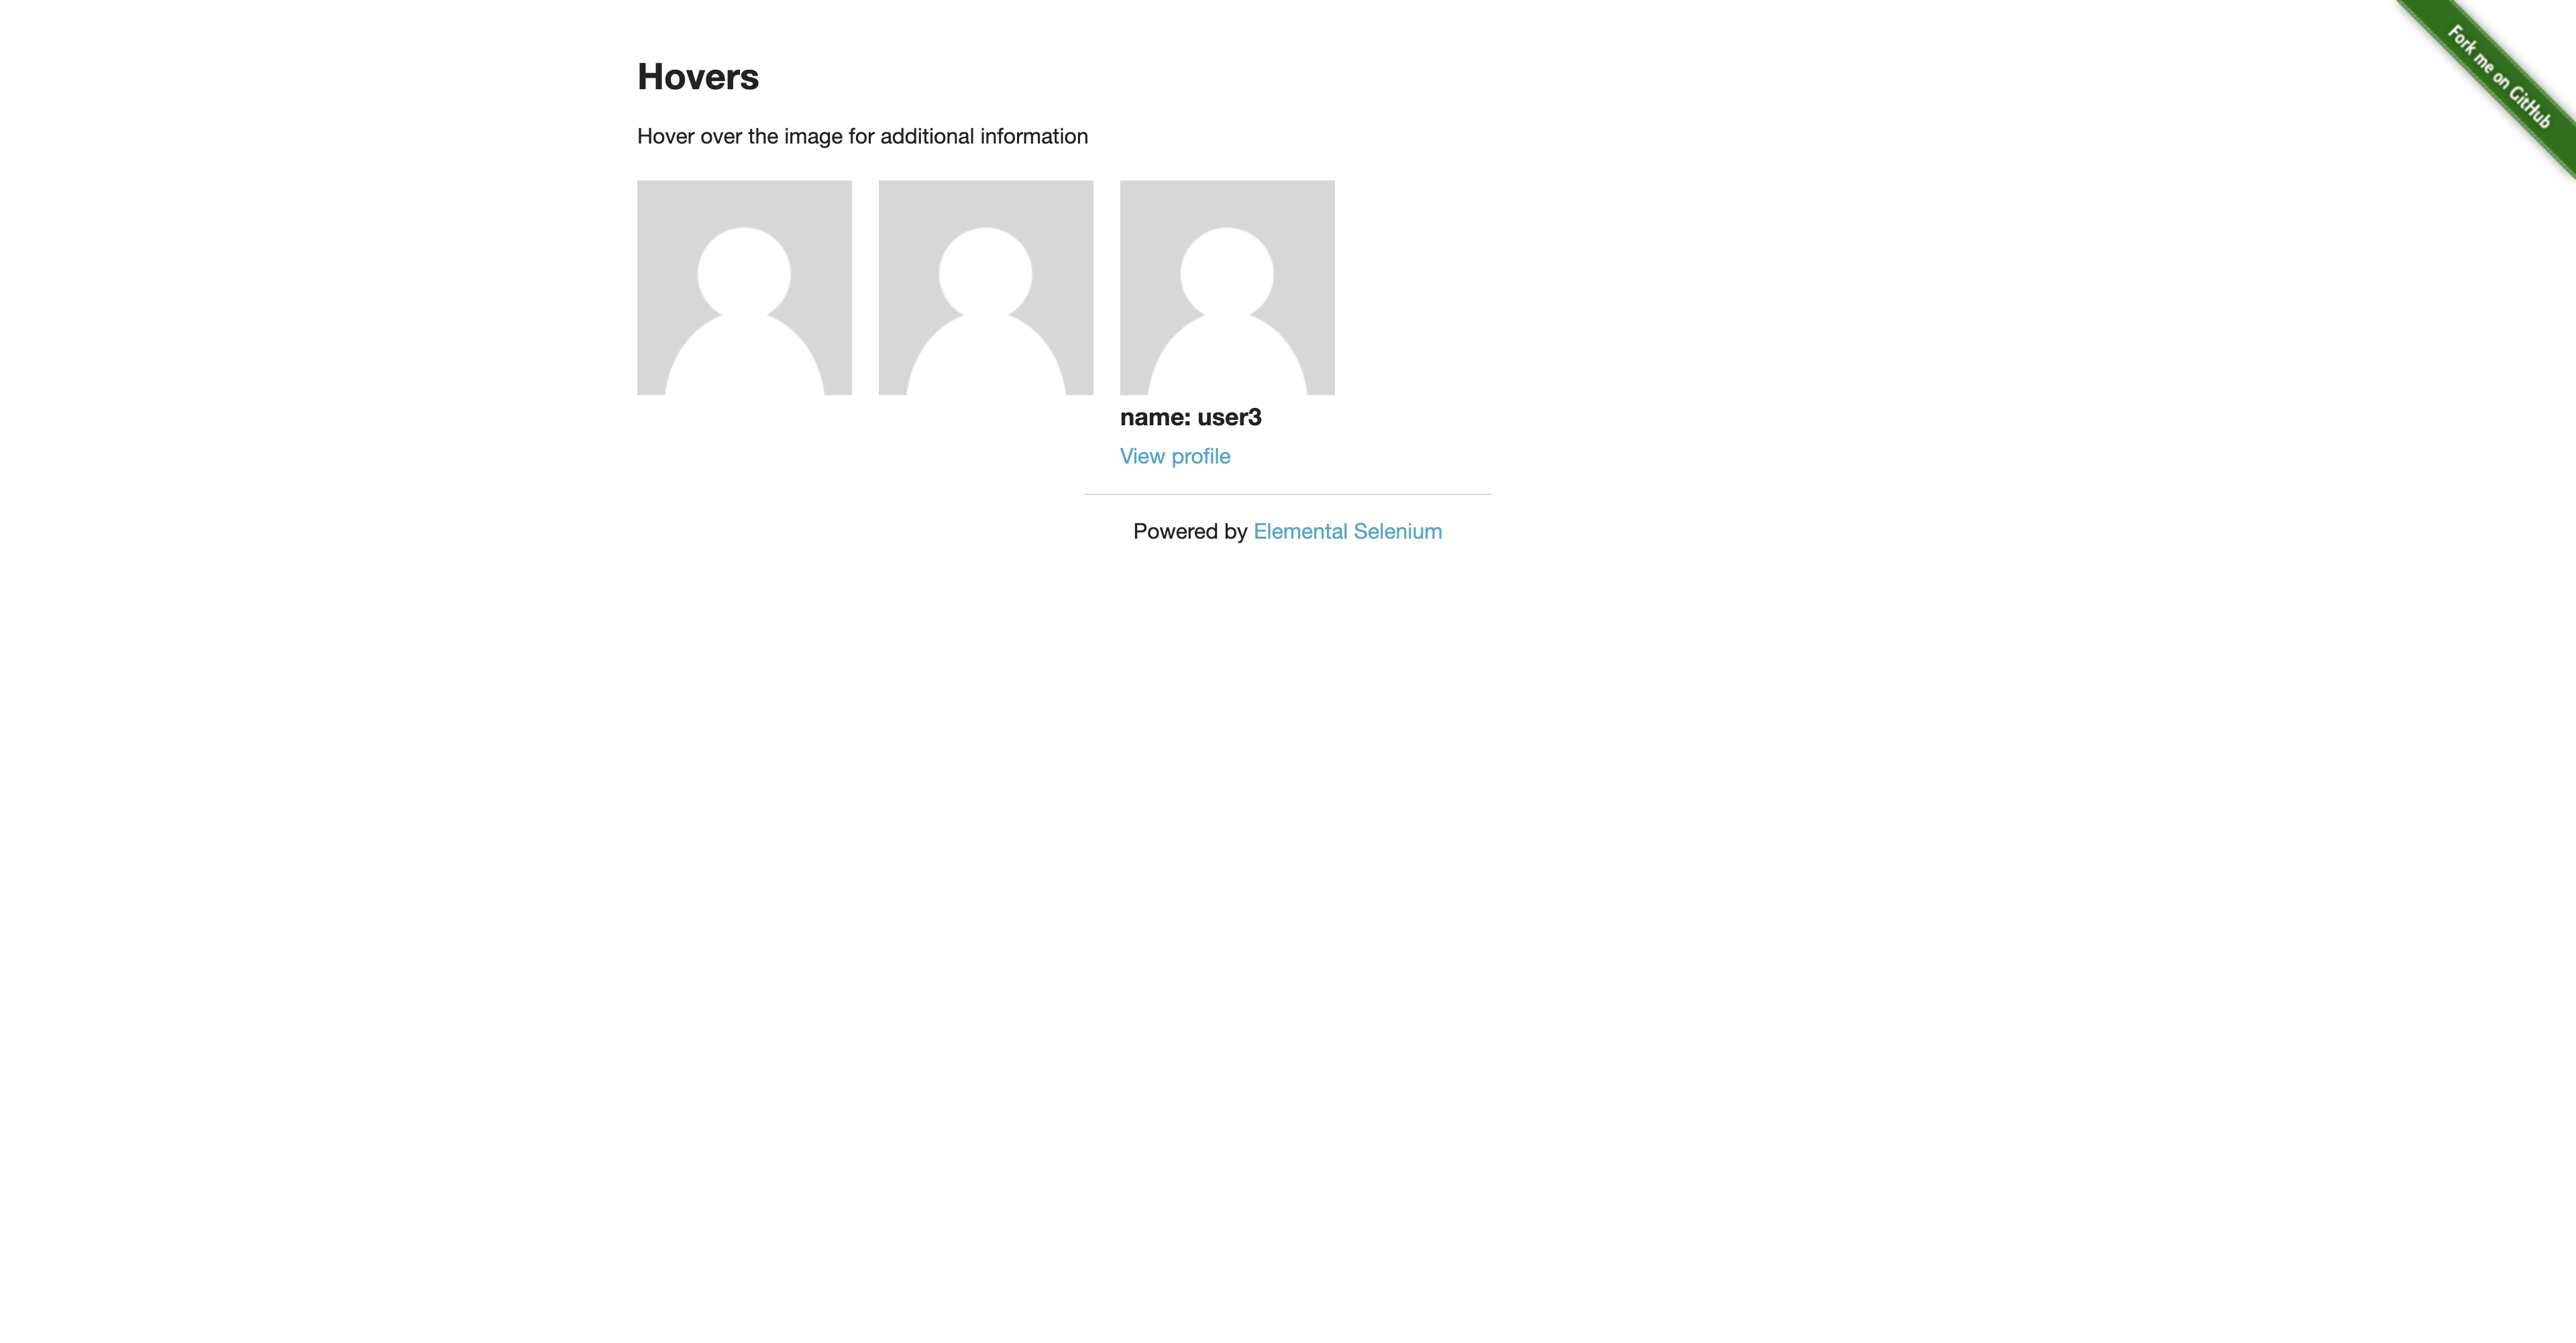 Fork me on GitHub
Hovers
Hover over the image for additional information
name: user3
View profile
Powered by Elemental Selenium